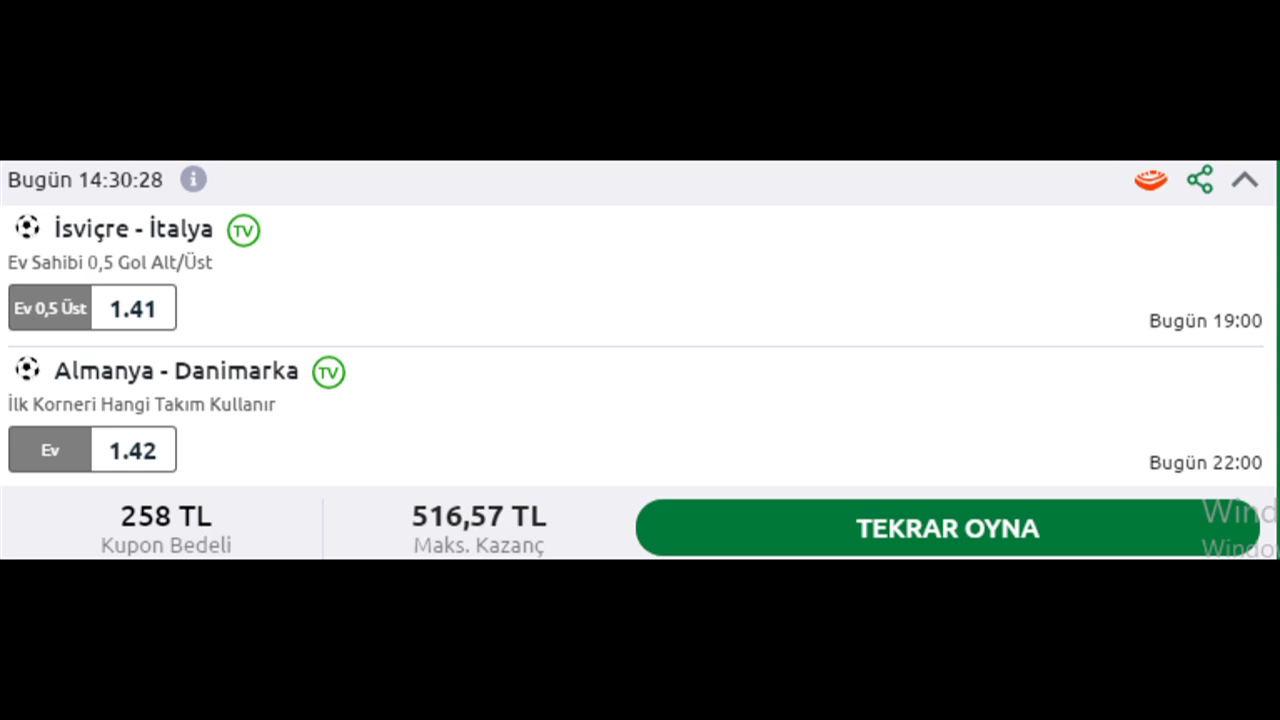 Bugün 14:30:28
İsviçre - İtalya TV
Ev Sahibi 0,5 Gol Alt/Üst
Ev 0,5 Üst 1.41
Bugün 19:00
Almanya - Danimarka TV
İlk Korneri Hangi Takım Kullanır
Ev 1.42
Bugün 22:00
258 TL
Kupon Bedeli
516,57 TL
Maks. Kazanç
TEKRAR OYNA